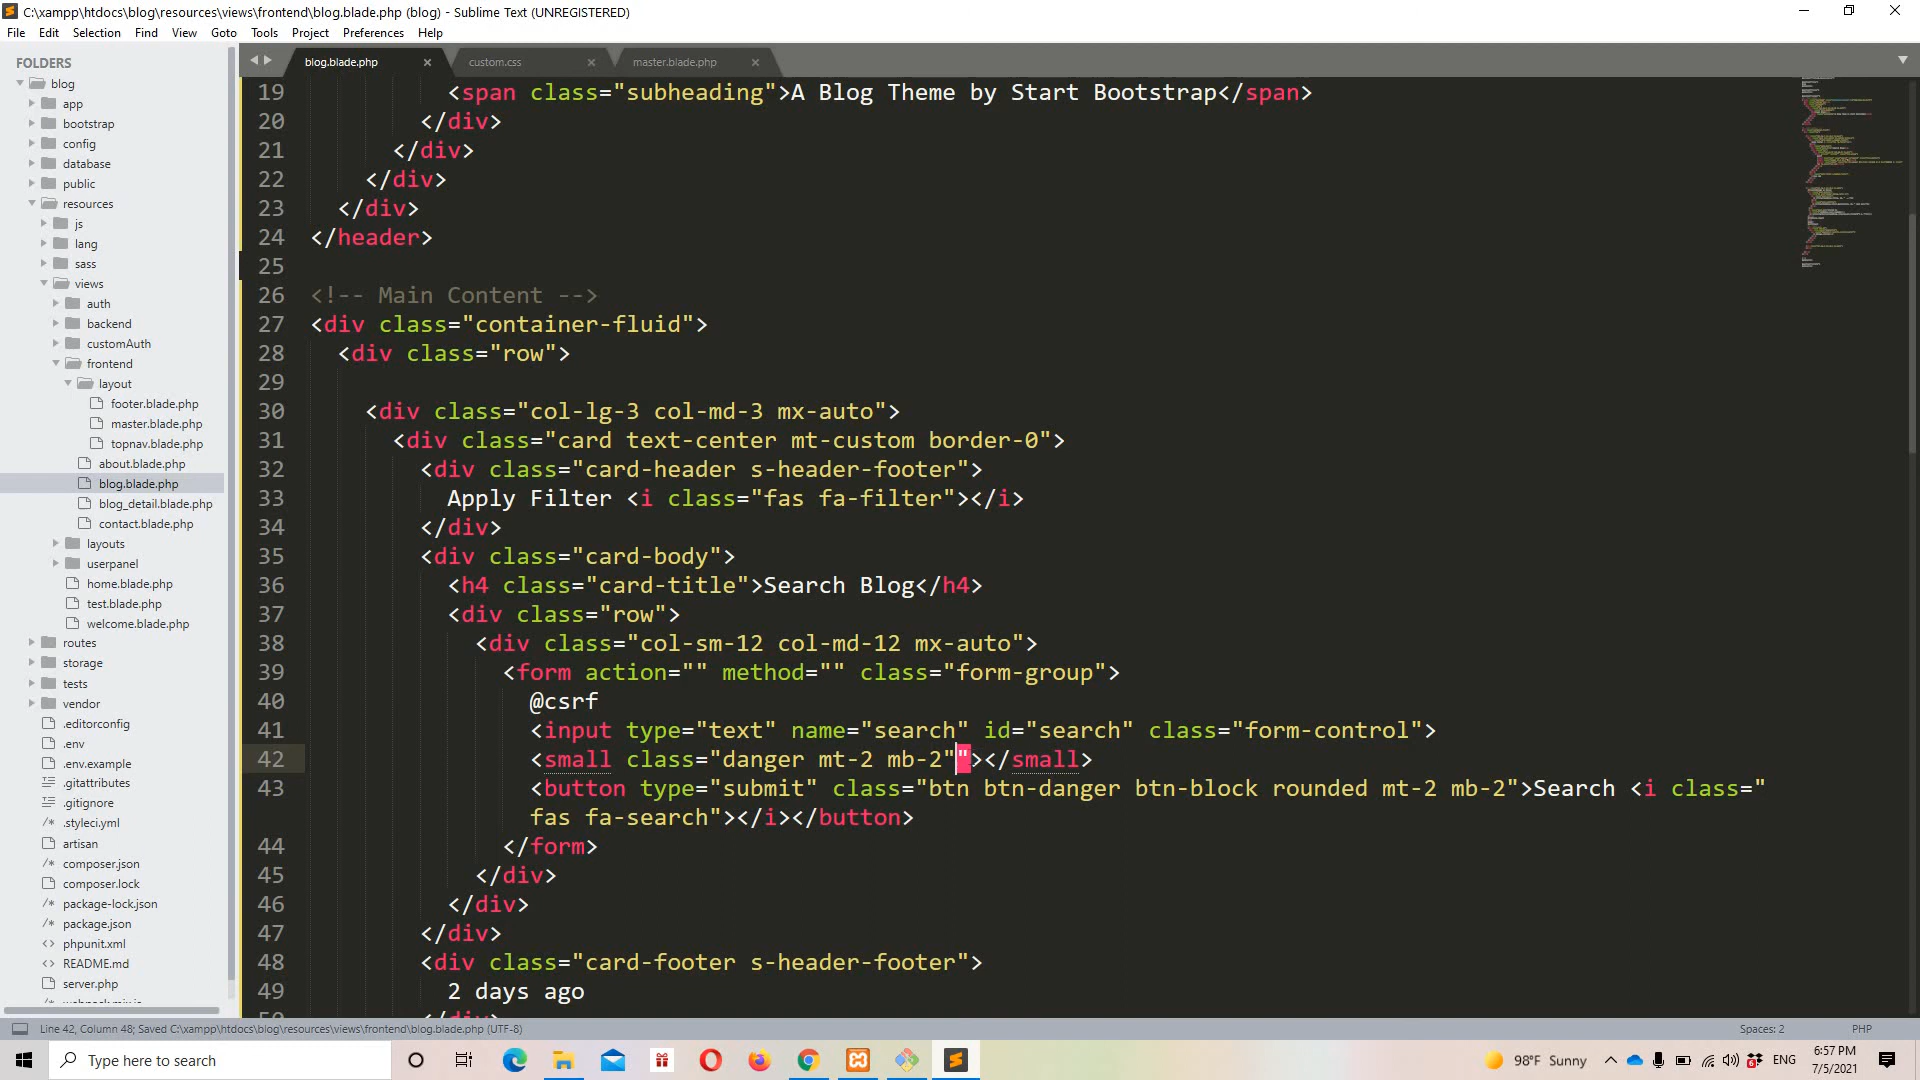 C:\xampp\htdocs\blog\resources\views\frontend\blog.blade.php (blog) - Sublime Text (UNREGISTERED)
File Edit Selection Find View Goto Tools Project Preferences Help
FOLDERS
blog
app
bootstrap
config
database
public
resources
js
lang
sass
views
auth
backend
customAuth
frontend
layout
footer.blade.php
master.blade.php
topnav.blade.php
about.blade.php
blog.blade.php
blog_detail.blade.php
contact.blade.php
layouts
userpanel
home.blade.php
test.blade.php
welcome.blade.php
routes
storage
tests
vendor
.editorconfig
.env
.env.example
.gitattributes
.gitignore
.styleci.yml
artisan
composer.json
composer.lock
package-lock.json
package.json
phpunit.xml
README.md
server.php
blog.blade.php custom.css master.blade.php
19 <span class="subheading">A Blog Theme by Start Bootstrap</span>
20 </div>
21 </div>
22 </div>
23 </div>
24 </header>
25
26 <!-- Main Content -->
27 <div class="container-fluid">
28 <div class="row">
29
30 <div class="col-lg-3 col-md-3 mx-auto">
31 <div class="card text-center mt-custom border-0">
32 <div class="card-header s-header-footer">
33 Apply Filter <i class="fas fa-filter"></i>
34 </div>
35 <div class="card-body">
36 <h4 class="card-title">Search Blog</h4>
37 <div class="row">
38 <div class="col-sm-12 col-md-12 mx-auto">
39 <form action="" method="" class="form-group">
40 @csrf
41 <input type="text" name="search" id="search" class="form-control">
42 <small class="danger mt-2 mb-2""></small>
43 <button type="submit" class="btn btn-danger btn-block rounded mt-2 mb-2">Search <i class="
fas fa-search"></i></button>
44 </form>
45 </div>
46 </div>
47 </div>
48 <div class="card-footer s-header-footer">
49 2 days ago
50 </div>
Line 42, Column 48; Saved C:\xampp\htdocs\blog\resources\views\frontend\blog.blade.php (UTF-8)
Spaces: 2 PHP
Type here to search
98°F Sunny
ENG
6:57 PM
7/5/2021